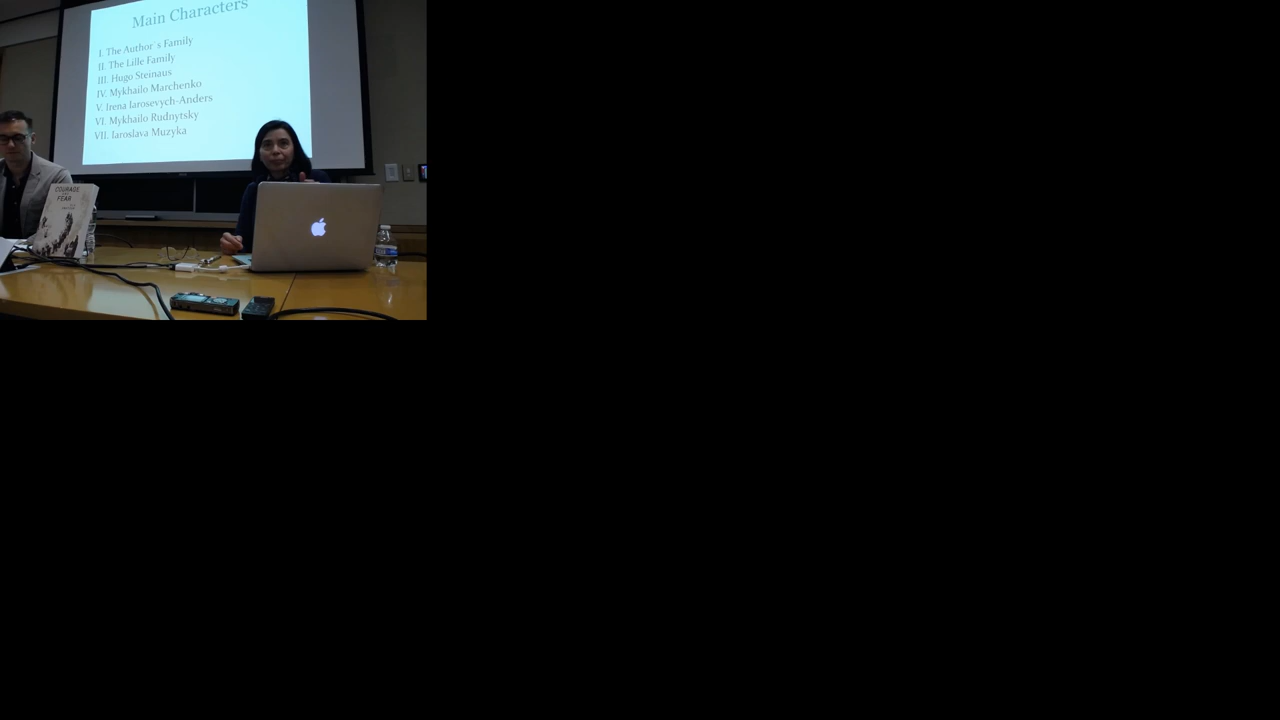 Main Characters
I. The Author`s Family
II. The Lille Family
III. Hugo Steinaus
IV. Mykhailo Marchenko
V. Irena Iarosevych-Anders
VI. Mykhailo Rudnytsky
VII. Iaroslava Muzyka
COURAGE
FEAR